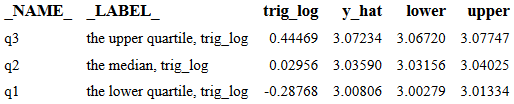 _NAME_ _LABEL_ trig_log y_hat lower upper
q3 the upper quartile, trig_log 0.44469 3.07234 3.06720 3.07747
q2 the median, trig_log 0.02956 3.03590 3.03156 3.04025
q1 the lower quartile, trig_log -0.28768 3.00806 3.00279 3.01334